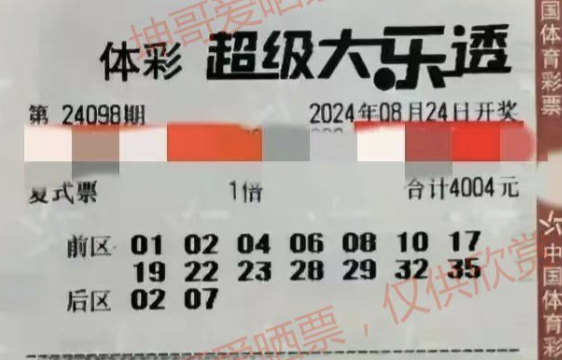 体彩 超级大乐透
第 24098期 2024年08月24日开奖
复式票 1倍 合计4004元
前区 01 02 04 06 08 10 17
19 22 23 28 29 32 35
后区 02 07
坤哥爱晒
爱晒票，仅供欣赏
国体育彩票
中国体育彩